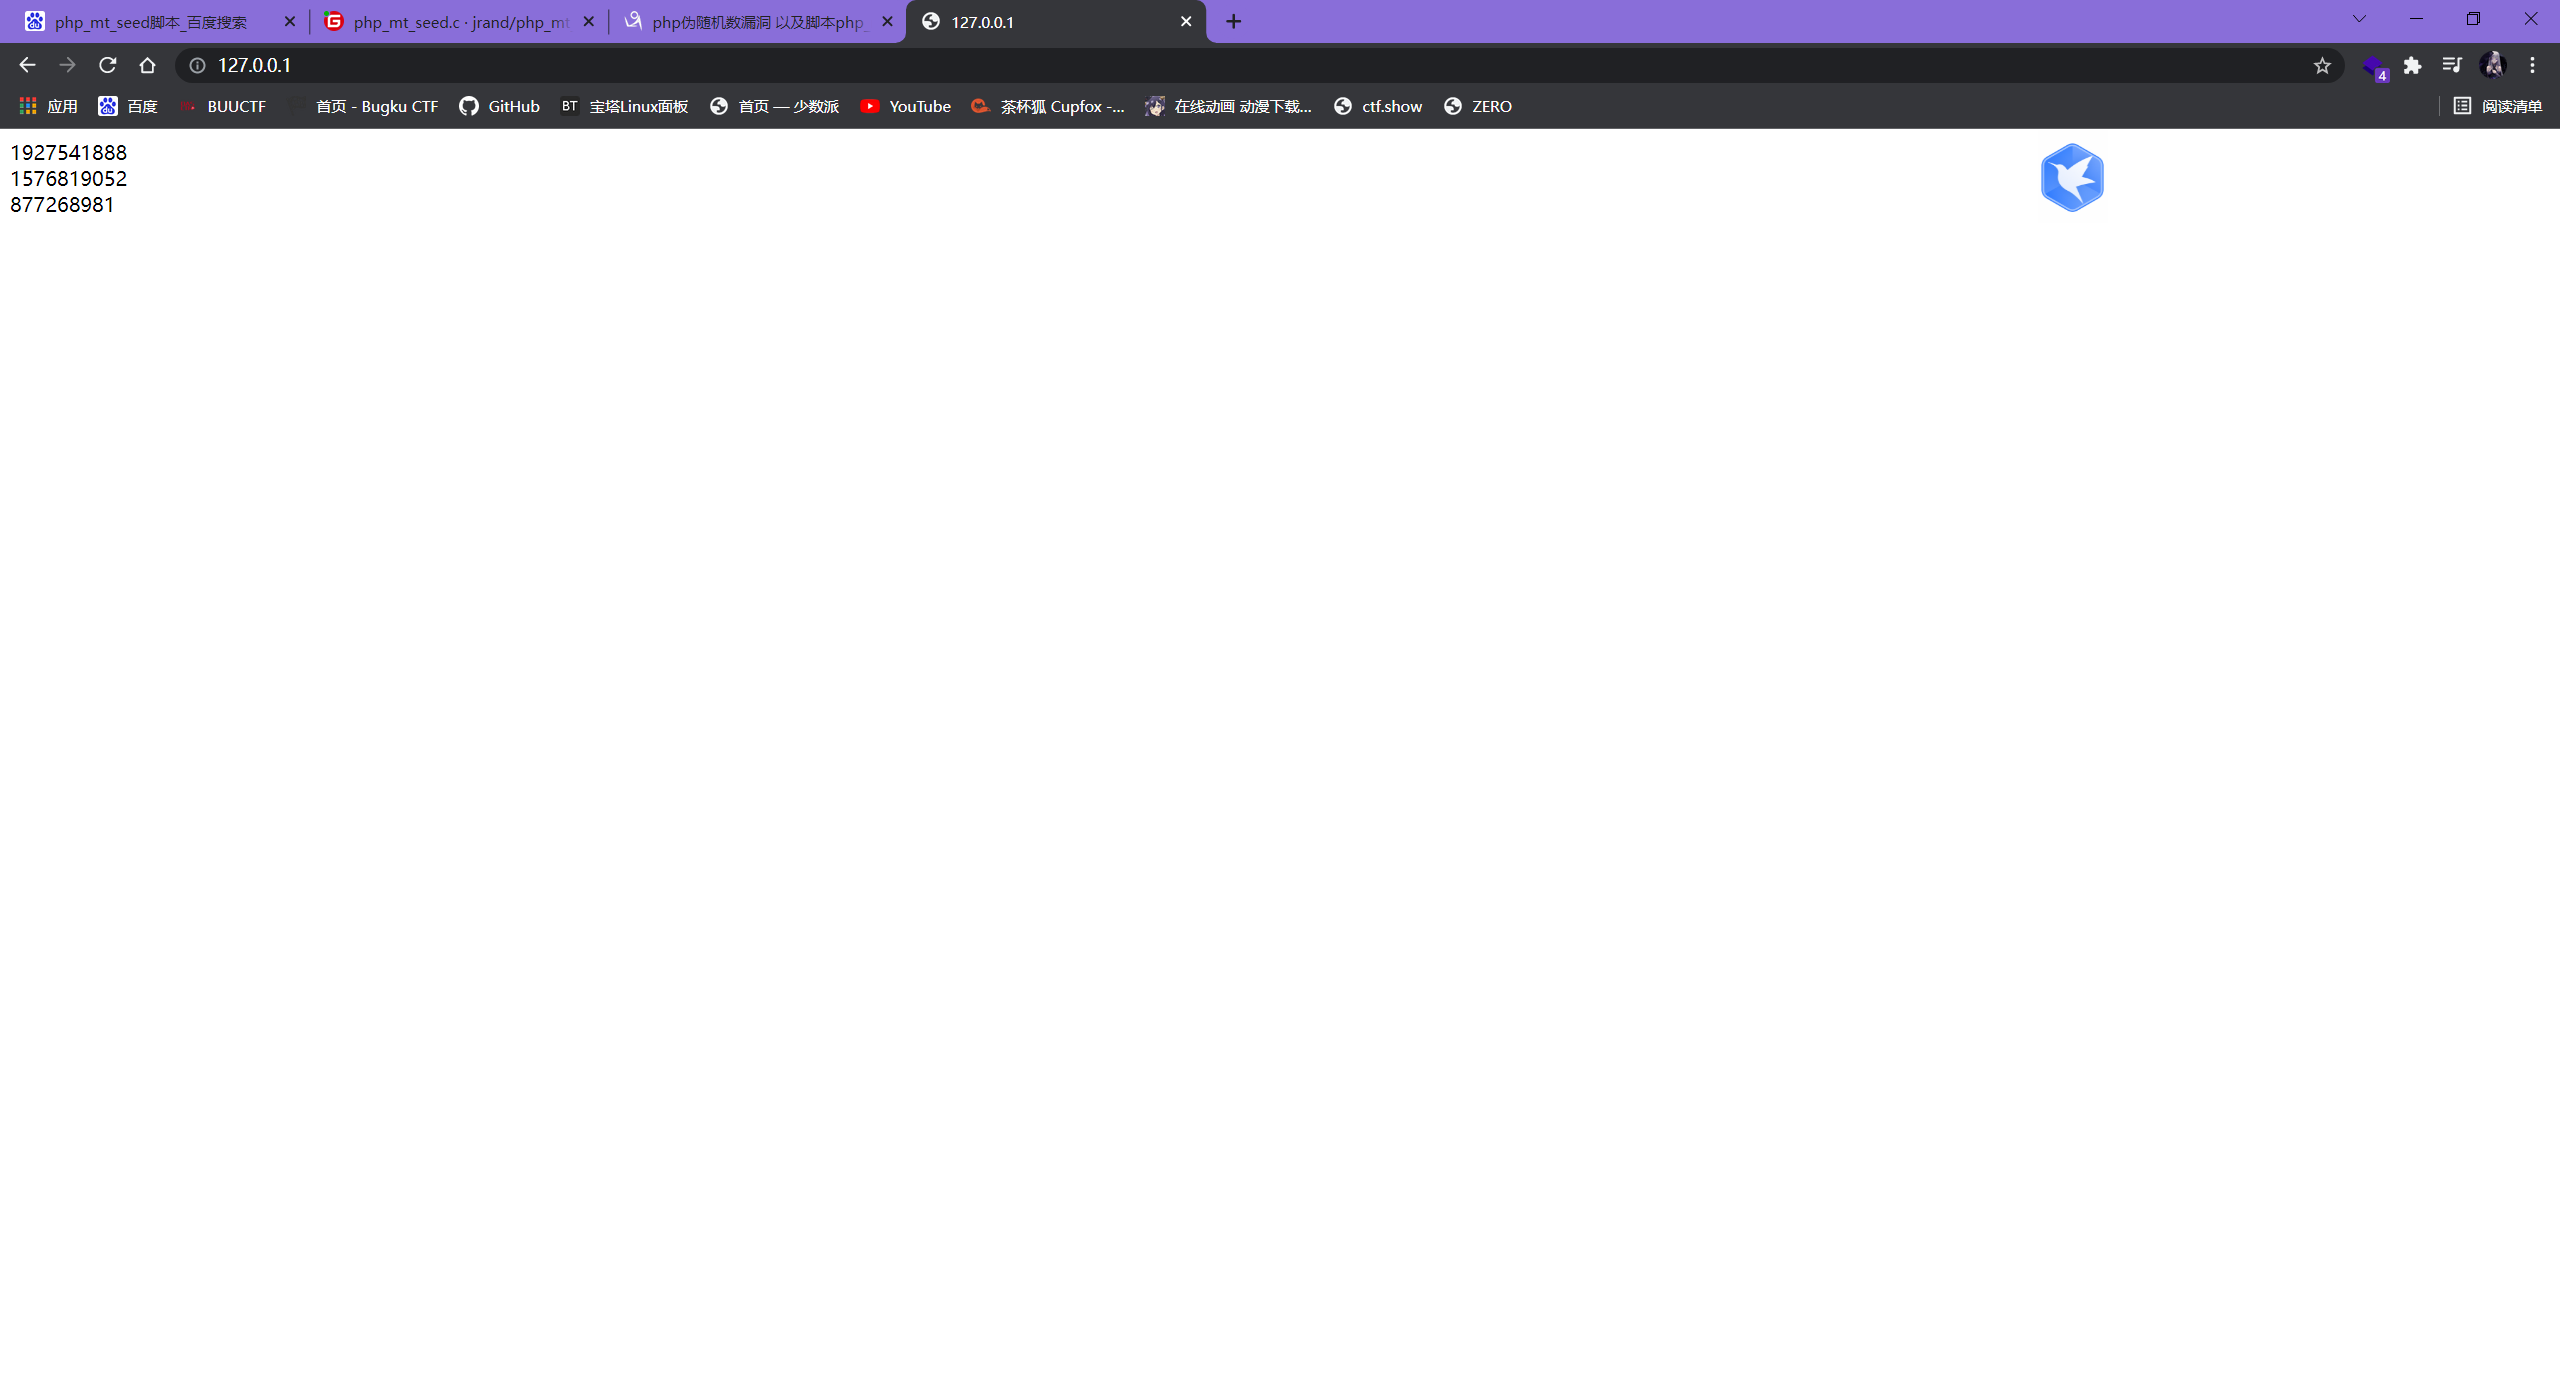 php_mt_seed脚本_百度搜索
php_mt_seed.c · jrand/php_mt
php伪随机数漏洞 以及脚本php_
127.0.0.1
127.0.0.1
4
应用
百度
BUUCTF
首页 - Bugku CTF
GitHub
BT 宝塔Linux面板
首页 — 少数派
YouTube
茶杯狐 Cupfox -...
在线动画 动漫下载...
ctf.show
ZERO
阅读清单
1927541888
1576819052
877268981